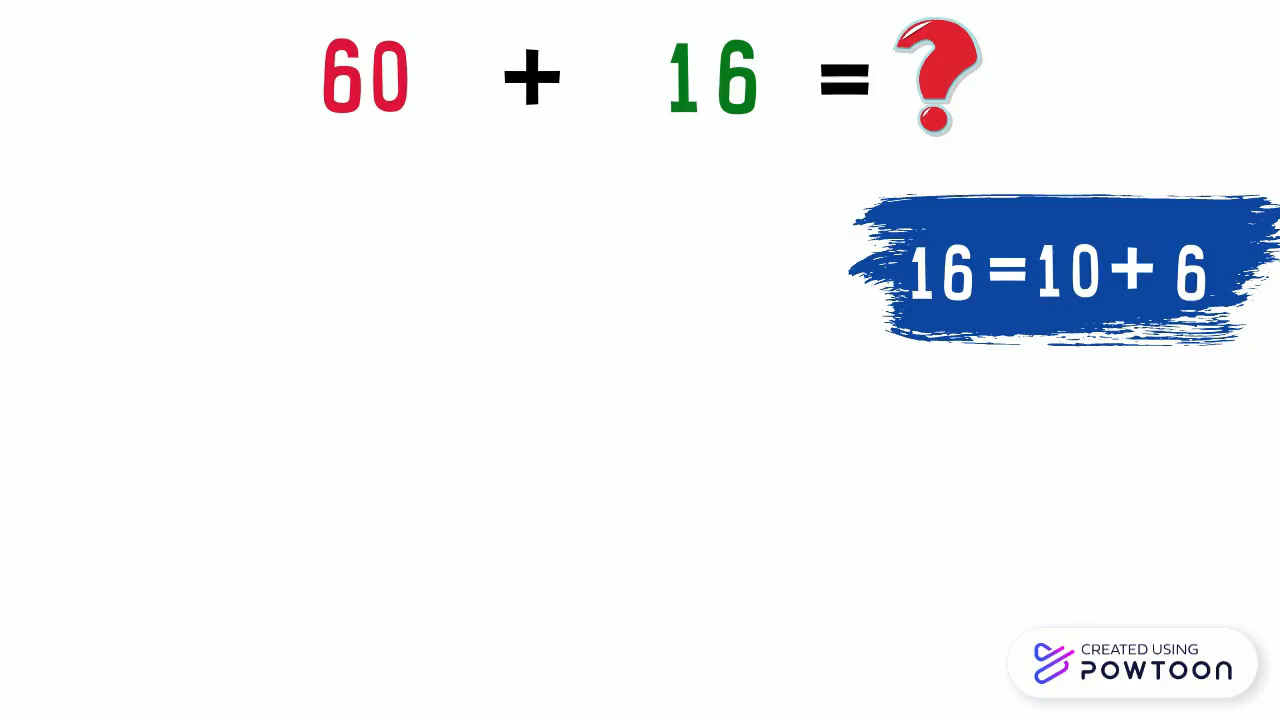 60 + 16 = ?
16 = 10 + 6
CREATED USING
POWTOON